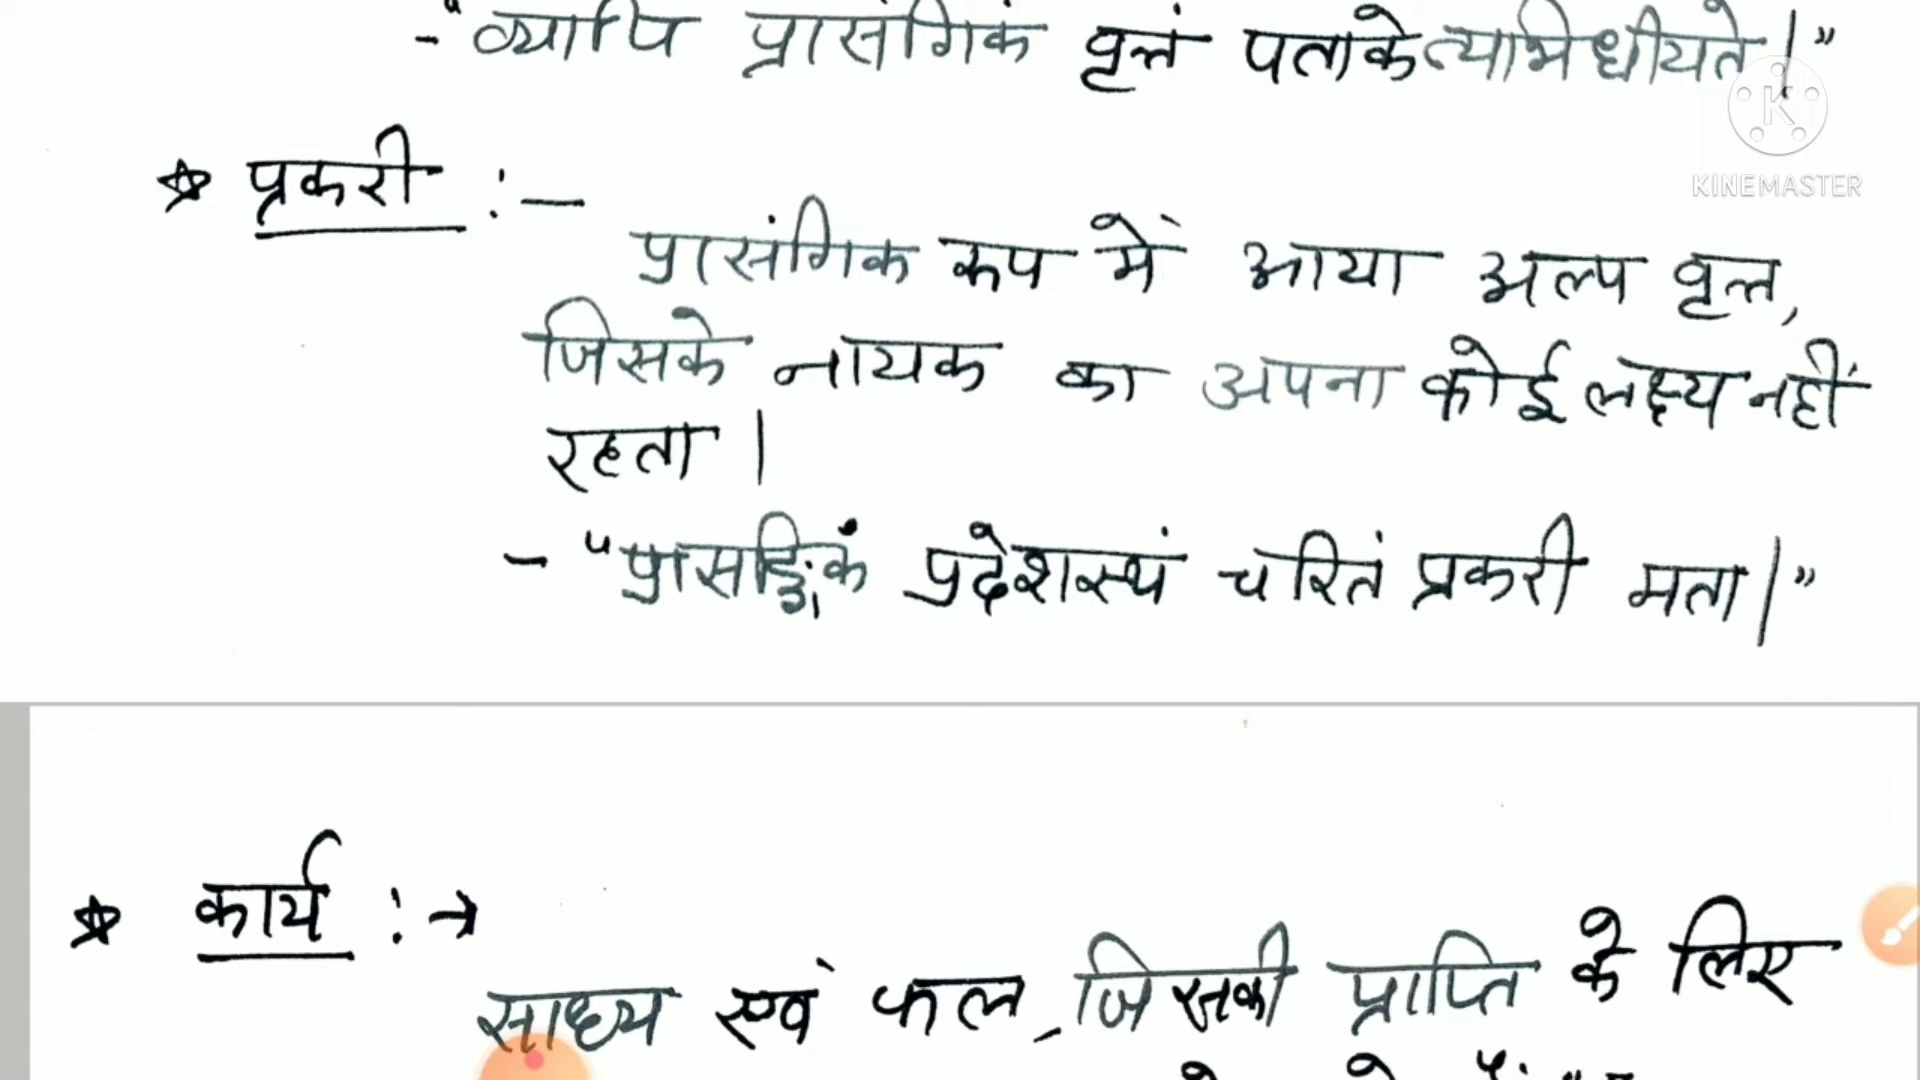 - "व्यापि प्रासंगिकं वृत्तं पताकेत्याभिधीयते।"
K
KINEMASTER
☆ प्रकरी :-
प्रासंगिक रूप में आया अल्प वृत्त,
जिसके नायक का अपना कोई लक्ष्य नहीं
रहता।
- "प्रासङ्गिकं प्रदेशस्थं चरितं प्रकरी मता।"
☆ कार्य :→
साध्य एवं फल, जिसकी प्राप्ति के लिए